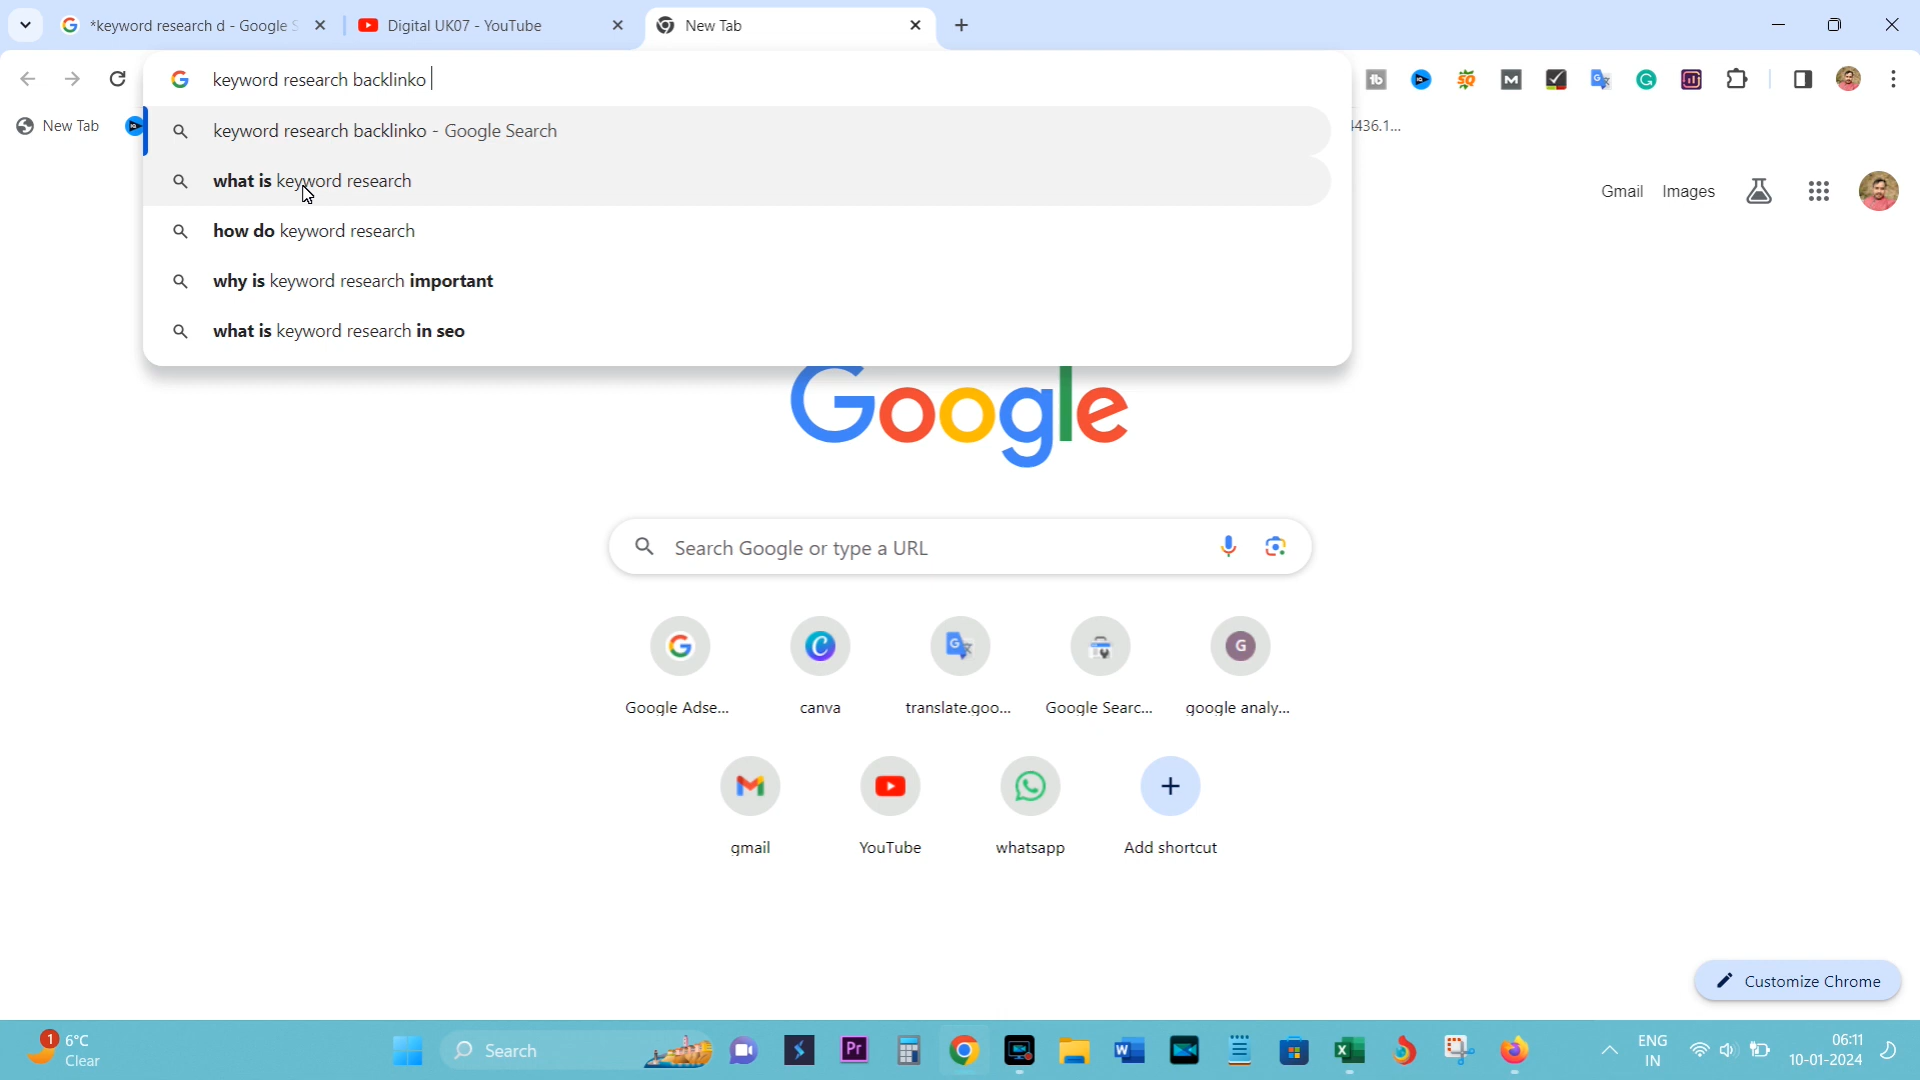 *keyword research d - Google S
Digital UK07 - YouTube
New Tab
keyword research backlinko
New Tab
keyword research backlinko - Google Search
4436.1...
what is keyword research
Gmail Images
how do keyword research
why is keyword research important
what is keyword research in seo
Google
Search Google or type a URL
Google Adse...
canva
translate.goo...
Google Searc...
google analy...
gmail
YouTube
whatsapp
Add shortcut
Customize Chrome
1
6°C
Clear
Search
ENG
IN
06:11
10-01-2024